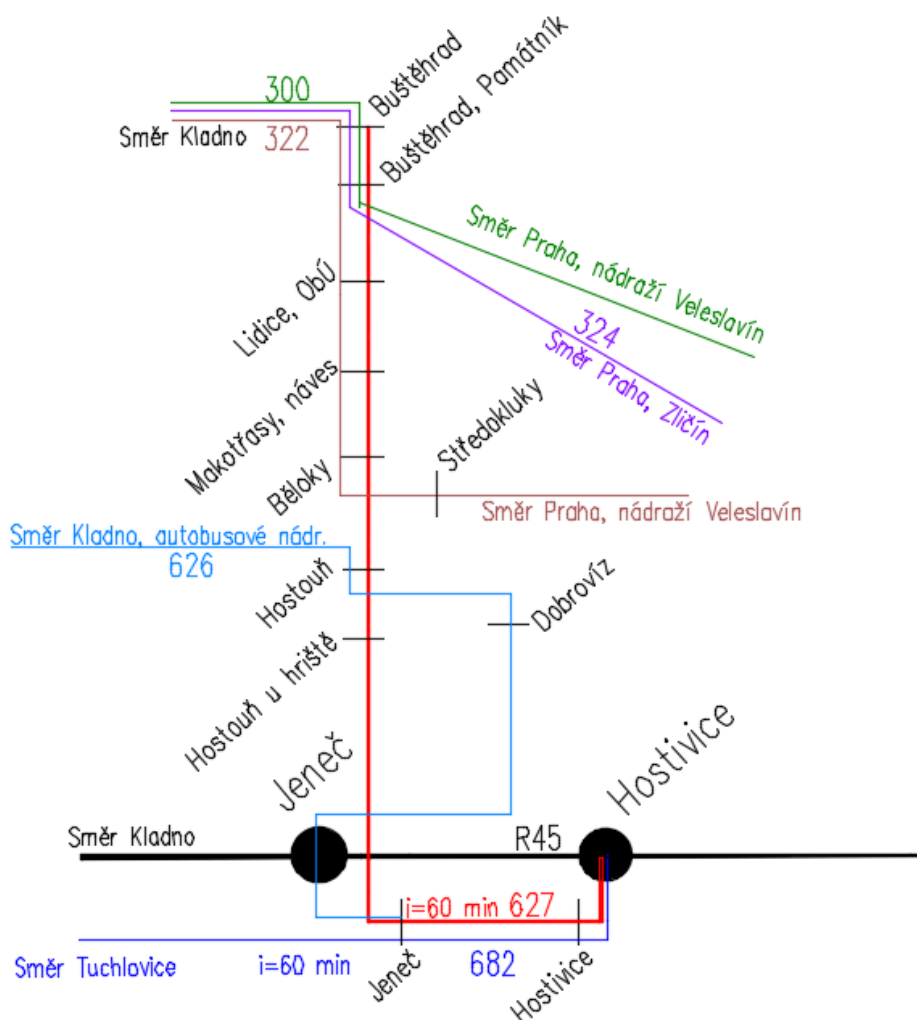 300
Buštěhrad
Směr Kladno
322
Buštěhrad, Památník
Směr Praha, nádraží Veleslavín
Lidice, ObÚ
324
Směr Praha, Zličín
Makotřasy, náves
Středokluky
Běloky
Směr Praha, nádraží Veleslavín
Směr Kladno, autobusové nádr.
626
Hostouň
Dobrovíz
Hostouň u hriště
Jeneč
Hostivice
Směr Kladno
R45
i=60 min 627
Směr Tuchlovice
i=60 min
Jeneč
682
Hostivice